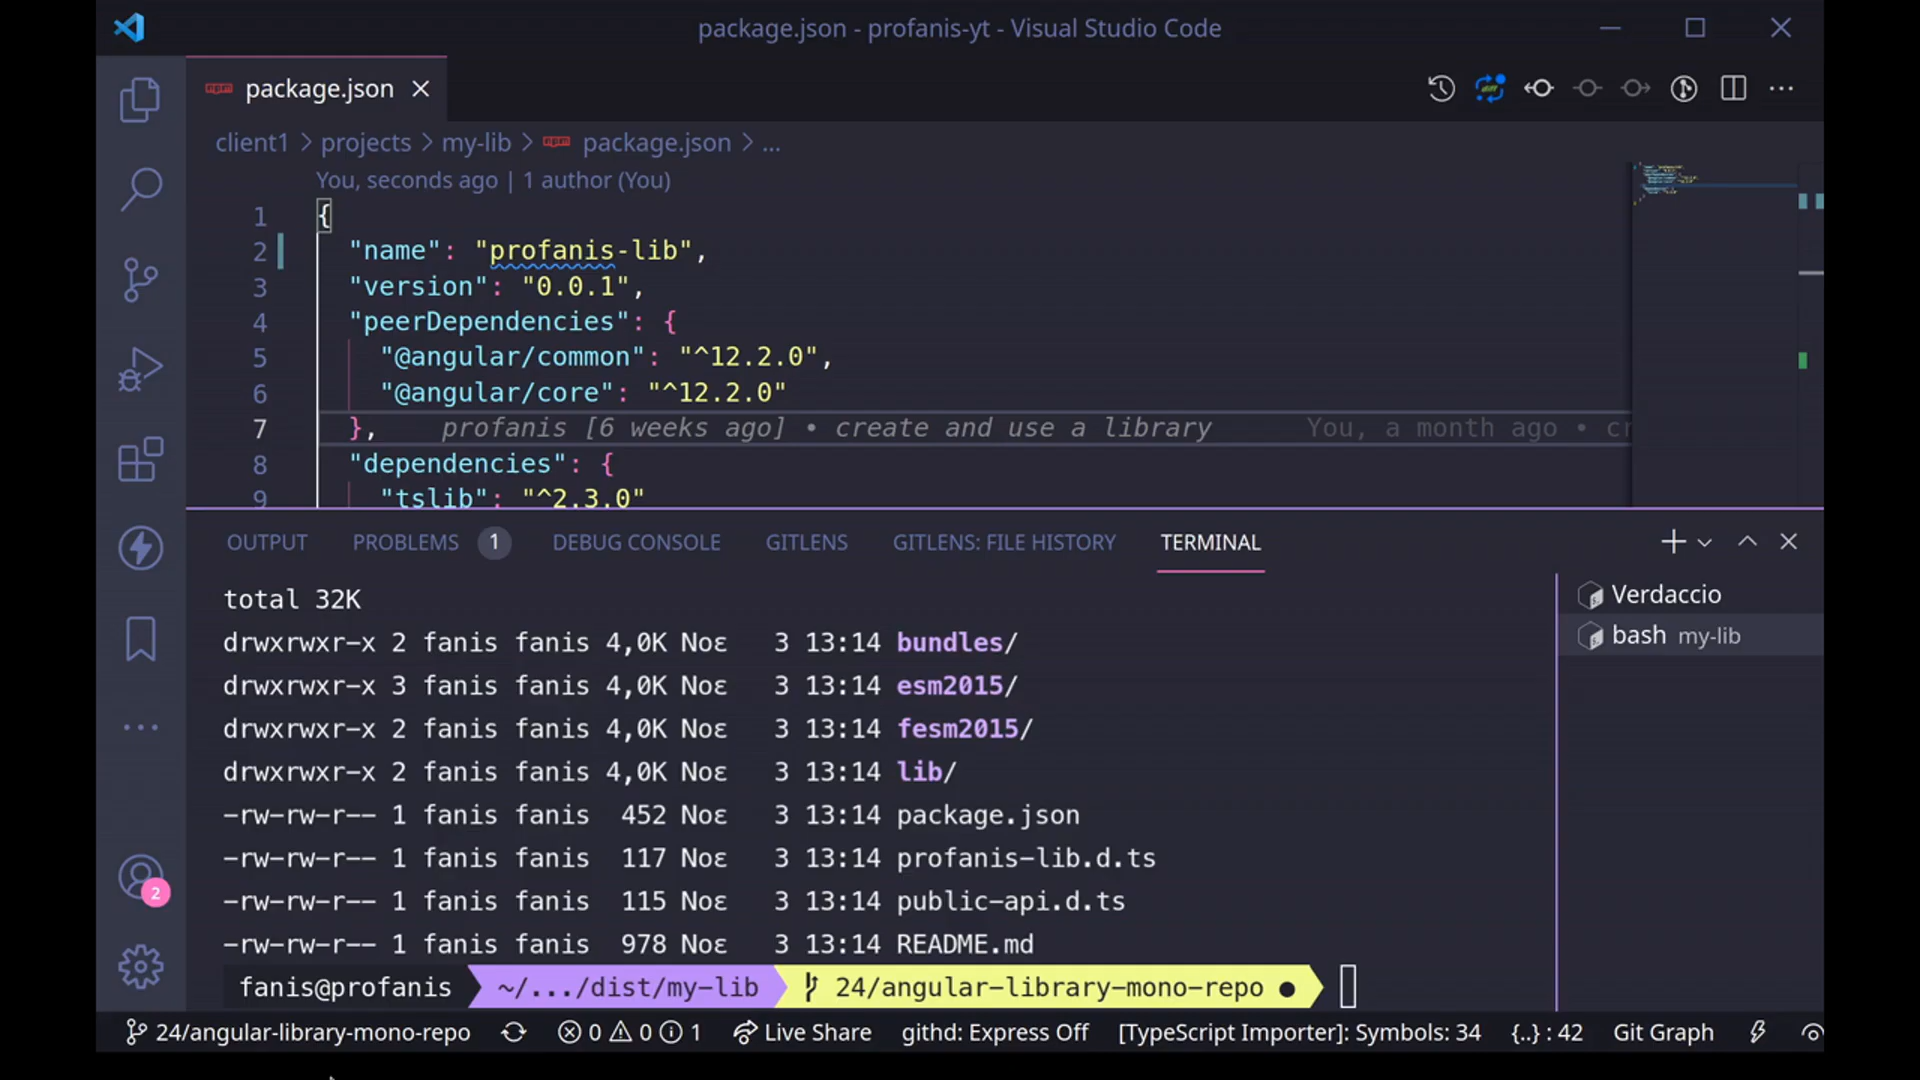 package.json - profanis-yt - Visual Studio Code
package.json
client1 > projects > my-lib > package.json > ...
You, seconds ago | 1 author (You)
1 {
2 "name": "profanis-lib",
3 "version": "0.0.1",
4 "peerDependencies": {
5 "@angular/common": "^12.2.0",
6 "@angular/core": "^12.2.0"
7 }, profanis [6 weeks ago] • create and use a library You, a month ago • cr
8 "dependencies": {
9 "tslib": "^2.3.0"
OUTPUT PROBLEMS 1 DEBUG CONSOLE GITLENS GITLENS: FILE HISTORY TERMINAL
Verdaccio
bash my-lib
total 32K
drwxrwxr-x 2 fanis fanis 4,0K Νοε 3 13:14 bundles/
drwxrwxr-x 3 fanis fanis 4,0K Νοε 3 13:14 esm2015/
drwxrwxr-x 2 fanis fanis 4,0K Νοε 3 13:14 fesm2015/
drwxrwxr-x 2 fanis fanis 4,0K Νοε 3 13:14 lib/
-rw-rw-r-- 1 fanis fanis 452 Νοε 3 13:14 package.json
-rw-rw-r-- 1 fanis fanis 117 Νοε 3 13:14 profanis-lib.d.ts
-rw-rw-r-- 1 fanis fanis 115 Νοε 3 13:14 public-api.d.ts
-rw-rw-r-- 1 fanis fanis 978 Νοε 3 13:14 README.md
fanis@profanis ~/.../dist/my-lib 24/angular-library-mono-repo ●
2
24/angular-library-mono-repo 0 0 1 Live Share githd: Express Off [TypeScript Importer]: Symbols: 34 {..} : 42 Git Graph